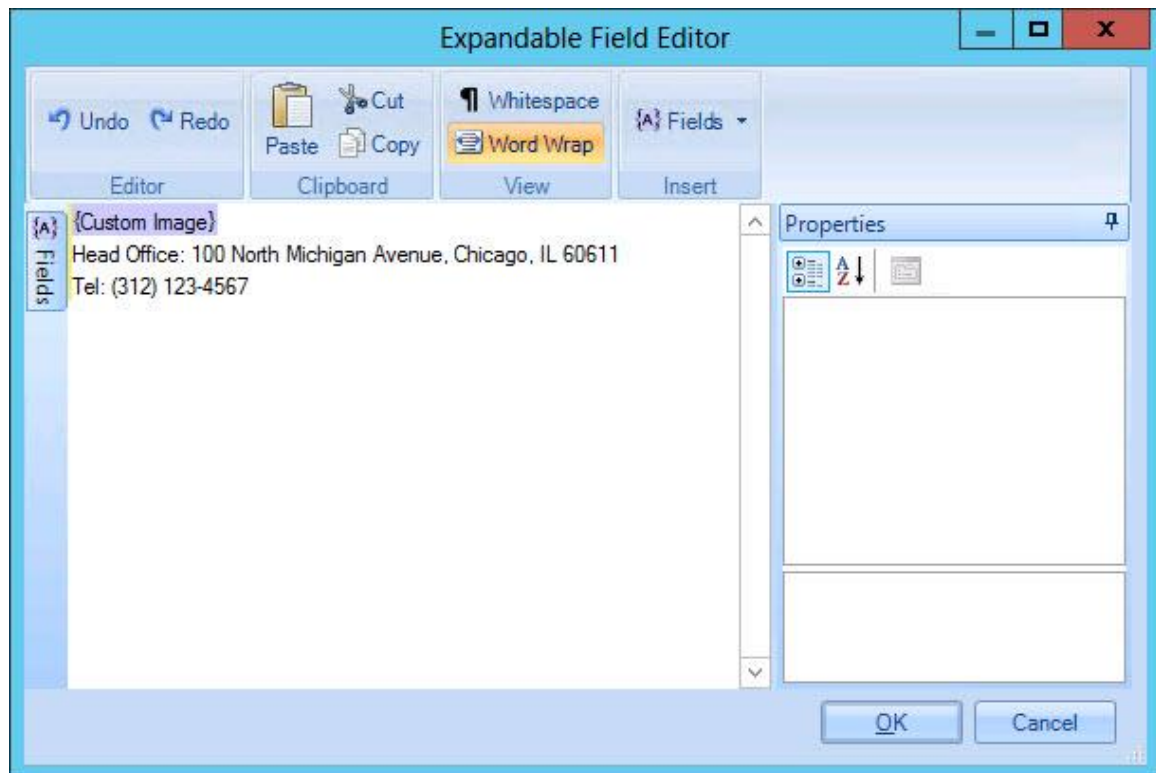 Expandable Field Editor
Undo Redo Paste Cut Copy ¶ Whitespace Word Wrap {A} Fields
Editor Clipboard View Insert
{A} Fields
{Custom Image}
Head Office: 100 North Michigan Avenue, Chicago, IL 60611
Tel: (312) 123-4567
Properties
A Z
OK Cancel